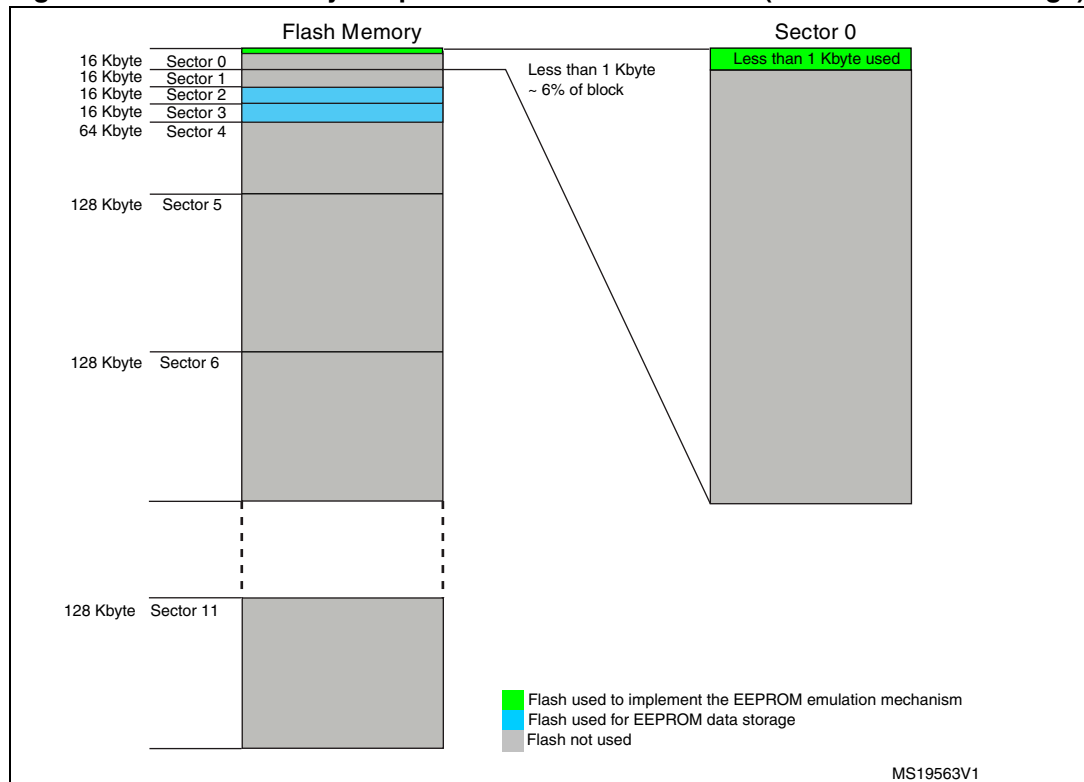 Flash Memory
Sector 0
16 Kbyte Sector 0
16 Kbyte Sector 1
16 Kbyte Sector 2
16 Kbyte Sector 3
64 Kbyte Sector 4
Less than 1 Kbyte
~ 6% of block
Less than 1 Kbyte used
128 Kbyte Sector 5
128 Kbyte Sector 6
128 Kbyte Sector 11
Flash used to implement the EEPROM emulation mechanism
Flash used for EEPROM data storage
Flash not used
MS19563V1